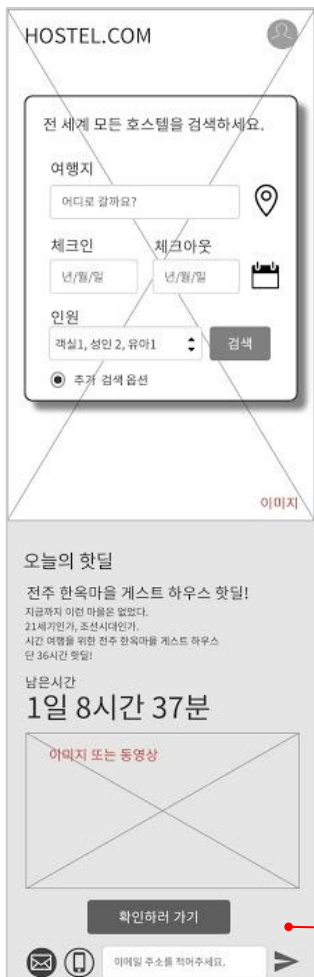 HOSTEL.COM
전 세계 모든 호스텔을 검색하세요.
여행지
어디로 갈까요?
체크인 체크아웃
년/월/일 년/월/일
인원
객실1, 성인 2, 유아1 검색
추가 검색 옵션
이미지
오늘의 핫딜
전주 한옥마을 게스트 하우스 핫딜!
지금까지 이런 마을은 없었다.
21세기인가, 조선시대인가.
시간 여행을 위한 전주 한옥마을 게스트 하우스
단 36시간 핫딜!
남은시간
1일 8시간 37분
이미지 또는 동영상
확인하러 가기
이메일 주소를 적어주세요.